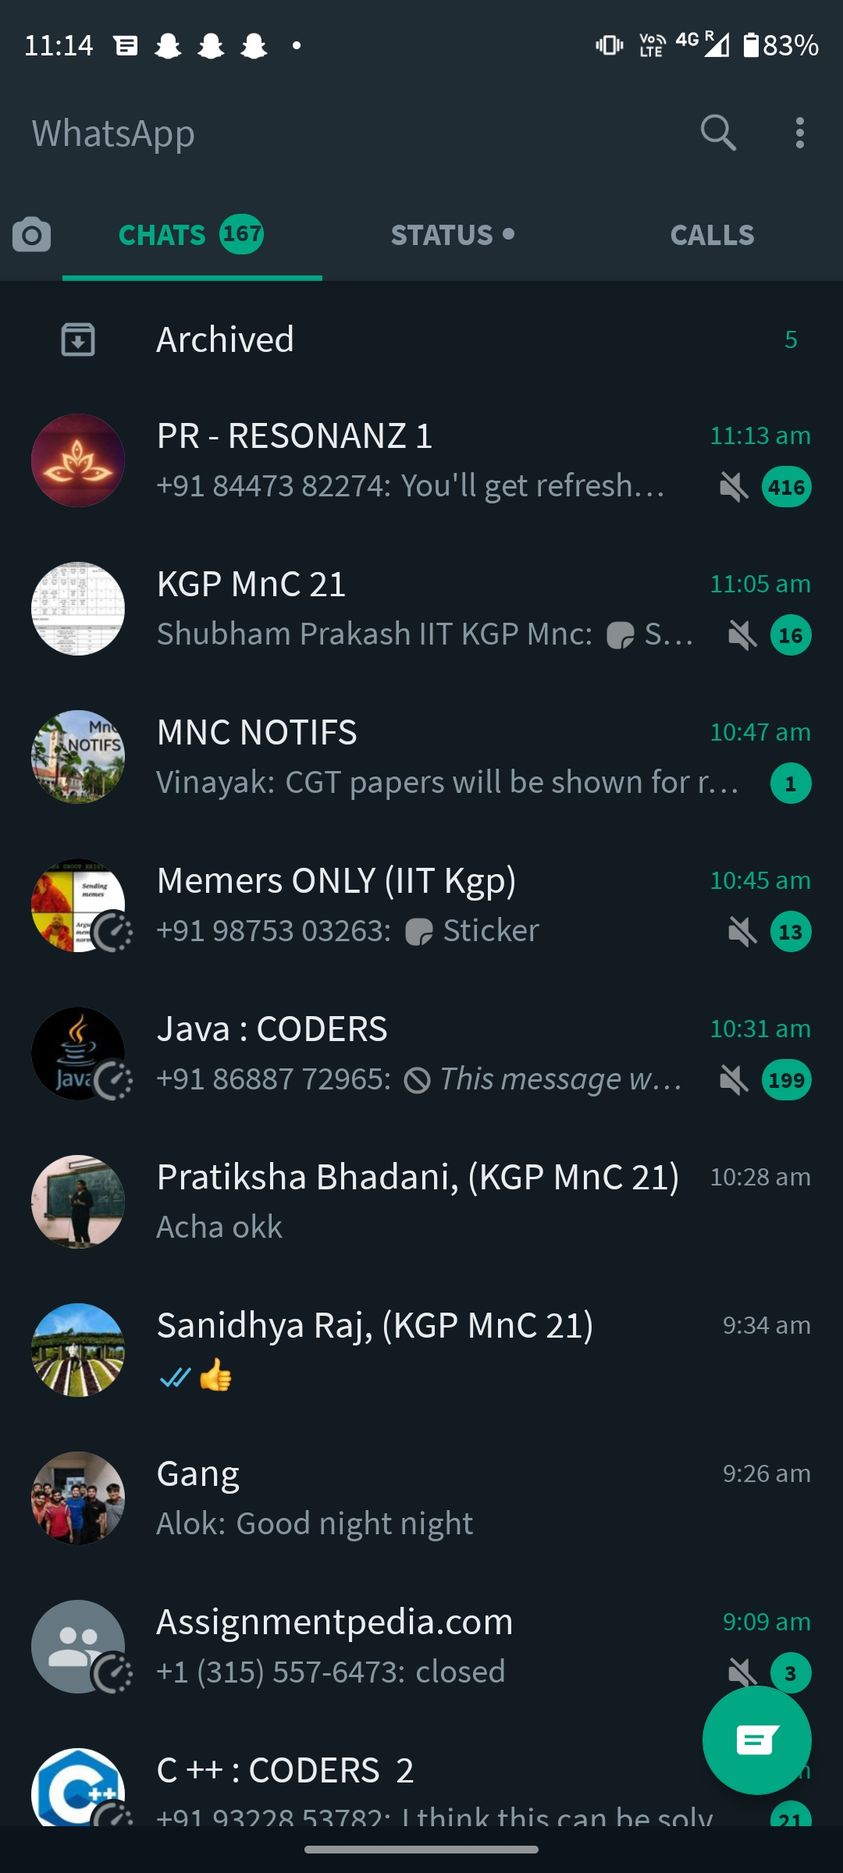 11:14 VoLTE 4G R 83%
WhatsApp
CHATS 167 STATUS • CALLS
Archived 5
PR - RESONANZ 1 11:13 am
+91 84473 82274: You'll get refresh... 416
KGP MnC 21 11:05 am
Shubham Prakash IIT KGP Mnc: S... 16
MNC NOTIFS 10:47 am
Vinayak: CGT papers will be shown for r... 1
Mnc
NOTIFS
Memers ONLY (IIT Kgp) 10:45 am
+91 98753 03263: Sticker 13
Sending
memes
Java : CODERS 10:31 am
+91 86887 72965: This message w... 199
Java
Pratiksha Bhadani, (KGP MnC 21) 10:28 am
Acha okk
Sanidhya Raj, (KGP MnC 21) 9:34 am
👍
Gang 9:26 am
Alok: Good night night
Assignmentpedia.com 9:09 am
+1 (315) 557-6473: closed 3
C ++ : CODERS 2
+91 93228 53782: I think this can be solv 21
C++